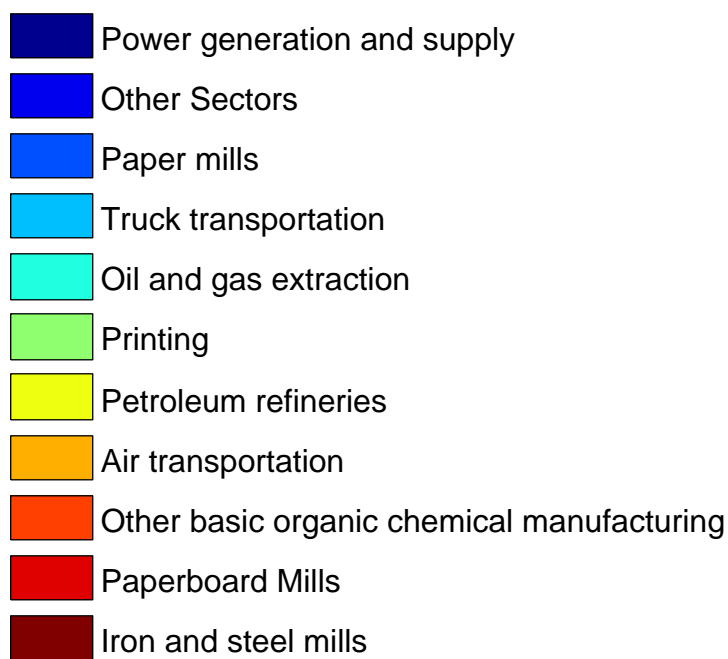 Power generation and supply
Other Sectors
Paper mills
Truck transportation
Oil and gas extraction
Printing
Petroleum refineries
Air transportation
Other basic organic chemical manufacturing
Paperboard Mills
Iron and steel mills